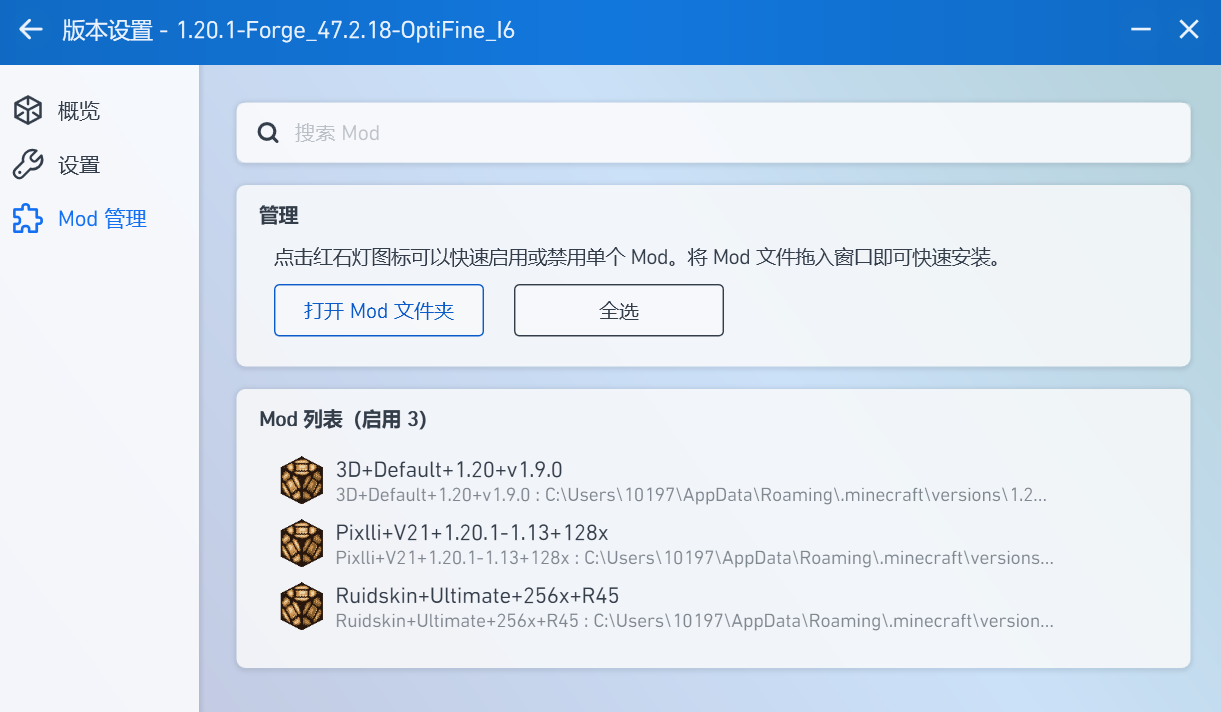 版本设置 - 1.20.1-Forge_47.2.18-OptiFine_I6
概览
设置
Mod 管理
搜索 Mod
管理
点击红石灯图标可以快速启用或禁用单个 Mod。将 Mod 文件拖入窗口即可快速安装。
打开 Mod 文件夹
全选
Mod 列表（启用 3）
3D+Default+1.20+v1.9.0
3D+Default+1.20+v1.9.0 : C:\Users\10197\AppData\Roaming\.minecraft\versions\1.2...
Pixlli+V21+1.20.1-1.13+128x
Pixlli+V21+1.20.1-1.13+128x : C:\Users\10197\AppData\Roaming\.minecraft\versions...
Ruidskin+Ultimate+256x+R45
Ruidskin+Ultimate+256x+R45 : C:\Users\10197\AppData\Roaming\.minecraft\version...